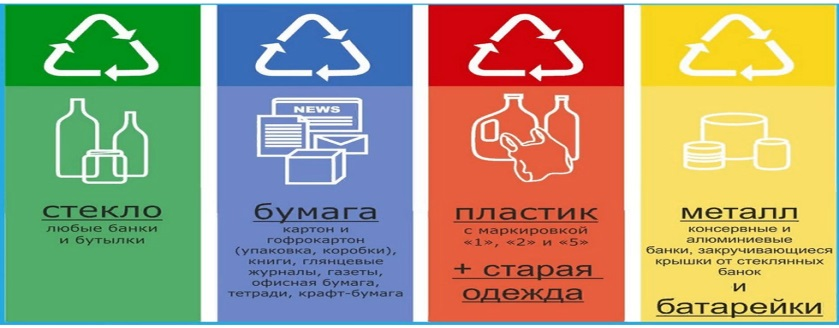 стекло
любые банки
и бутылки
NEWS
бумага
картон и
гофрокартон
(упаковка, коробки),
книги, глянцевые
журналы, газеты,
офисная бумага,
тетради, крафт-бумага
пластик
с маркировкой
«1», «2» и «5»
+ старая
одежда
металл
консервные и
алюминиевые
банки, закручивающиеся
крышки от стеклянных
банок
и
батарейки